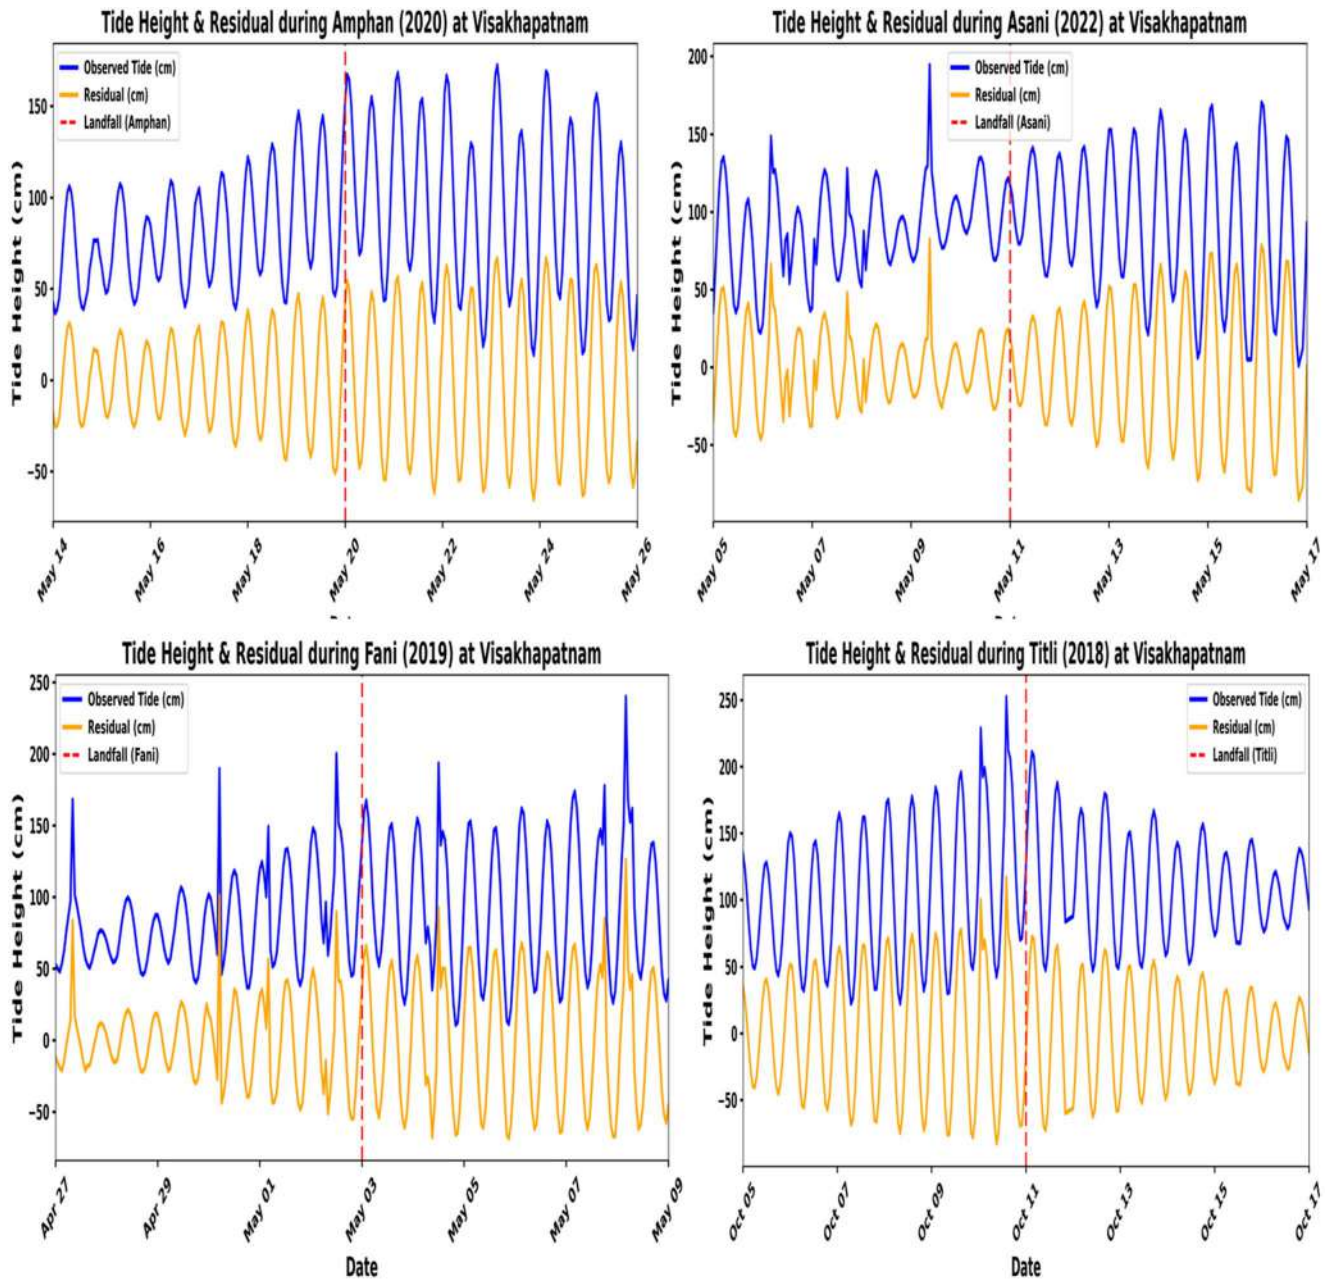 Tide Height & Residual during Amphan (2020) at Visakhapatnam
Observed Tide (cm)
Residual (cm)
Landfall (Amphan)
Tide Height (cm)
150
100
50
0
−50
May 14
May 16
May 18
May 20
May 22
May 24
May 26
Tide Height & Residual during Asani (2022) at Visakhapatnam
Observed Tide (cm)
Residual (cm)
Landfall (Asani)
Tide Height (cm)
200
150
100
50
0
−50
May 05
May 07
May 09
May 11
May 13
May 15
May 17
Tide Height & Residual during Fani (2019) at Visakhapatnam
Observed Tide (cm)
Residual (cm)
Landfall (Fani)
Tide Height (cm)
250
200
150
100
50
0
−50
Apr 27
Apr 29
May 01
May 03
May 05
May 07
May 09
Date
Tide Height & Residual during Titli (2018) at Visakhapatnam
Observed Tide (cm)
Residual (cm)
Landfall (Titli)
Tide Height (cm)
250
200
150
100
50
0
−50
Oct 05
Oct 07
Oct 09
Oct 11
Oct 13
Oct 15
Oct 17
Date